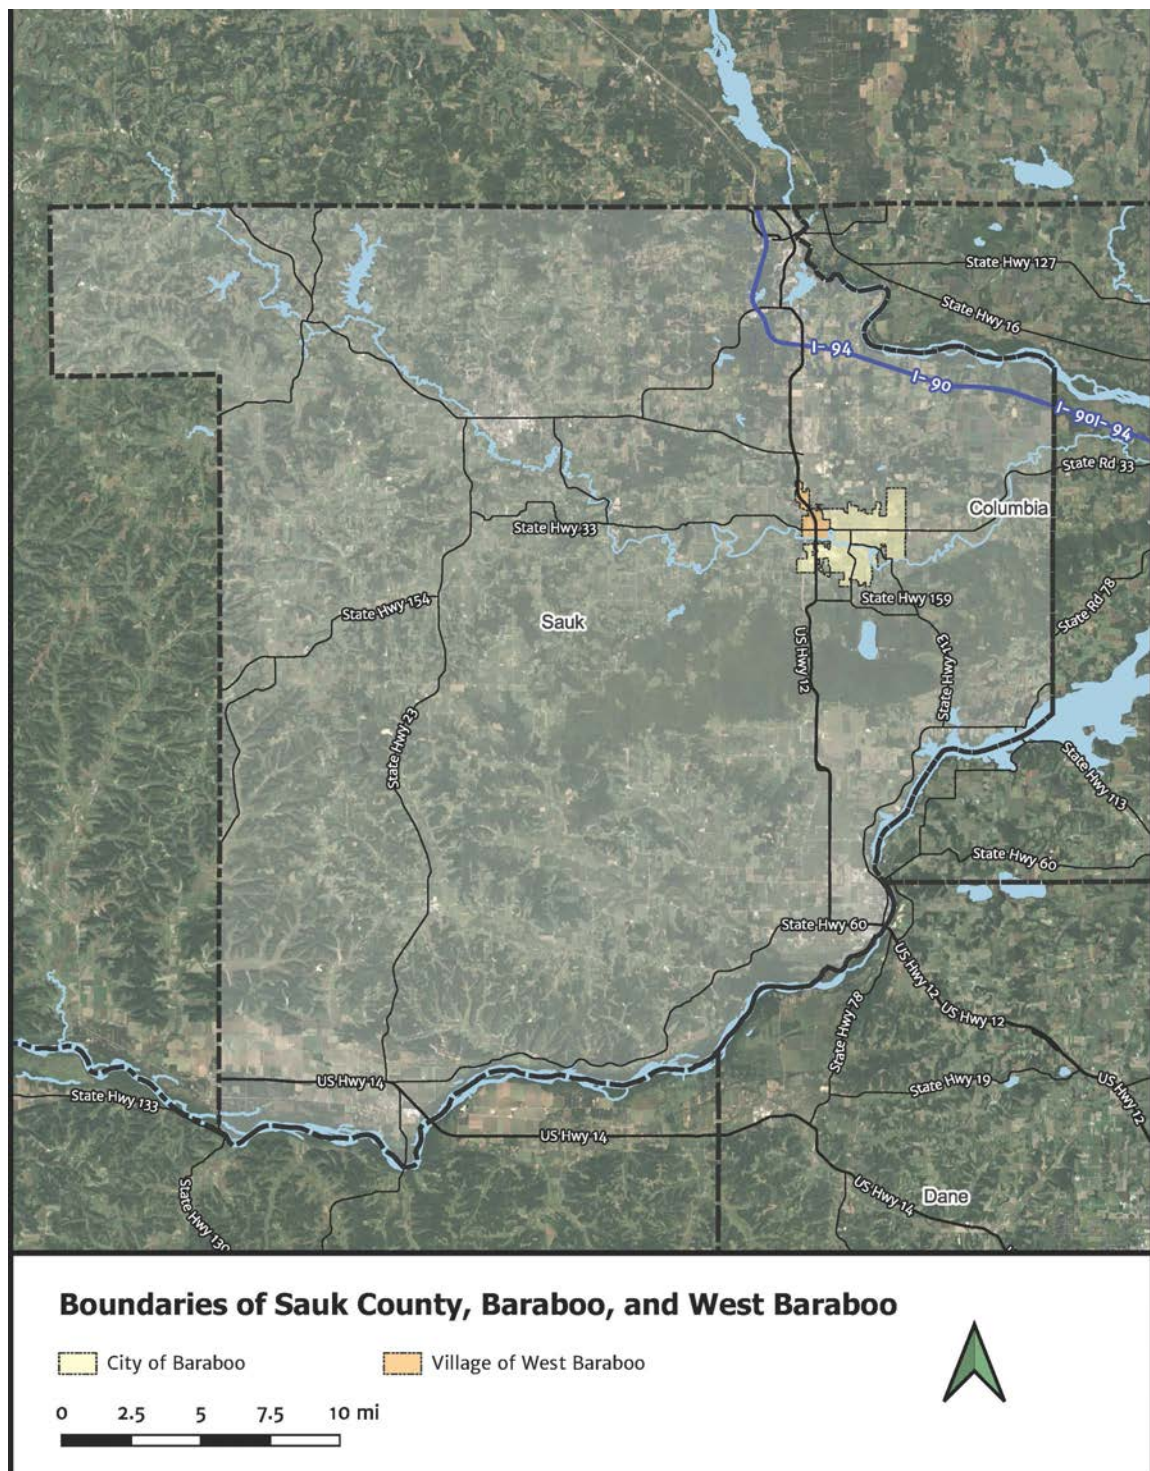 State Hwy 127
State Hwy 16
I- 94
I- 90
I- 90I- 94
State Rd 33
Columbia
State Hwy 33
State Hwy 154
State Hwy 159
State Rd 78
Sauk
US Hwy 12
State Hwy 113
State Hwy 23
State Hwy 113
State Hwy 60
State Hwy 60
US Hwy 12
US Hwy 12
State Hwy 78
US Hwy 14
State Hwy 19
US Hwy 12
State Hwy 133
US Hwy 14
State Hwy 130
US Hwy 14
Dane
Boundaries of Sauk County, Baraboo, and West Baraboo
City of Baraboo
Village of West Baraboo
0 2.5 5 7.5 10 mi